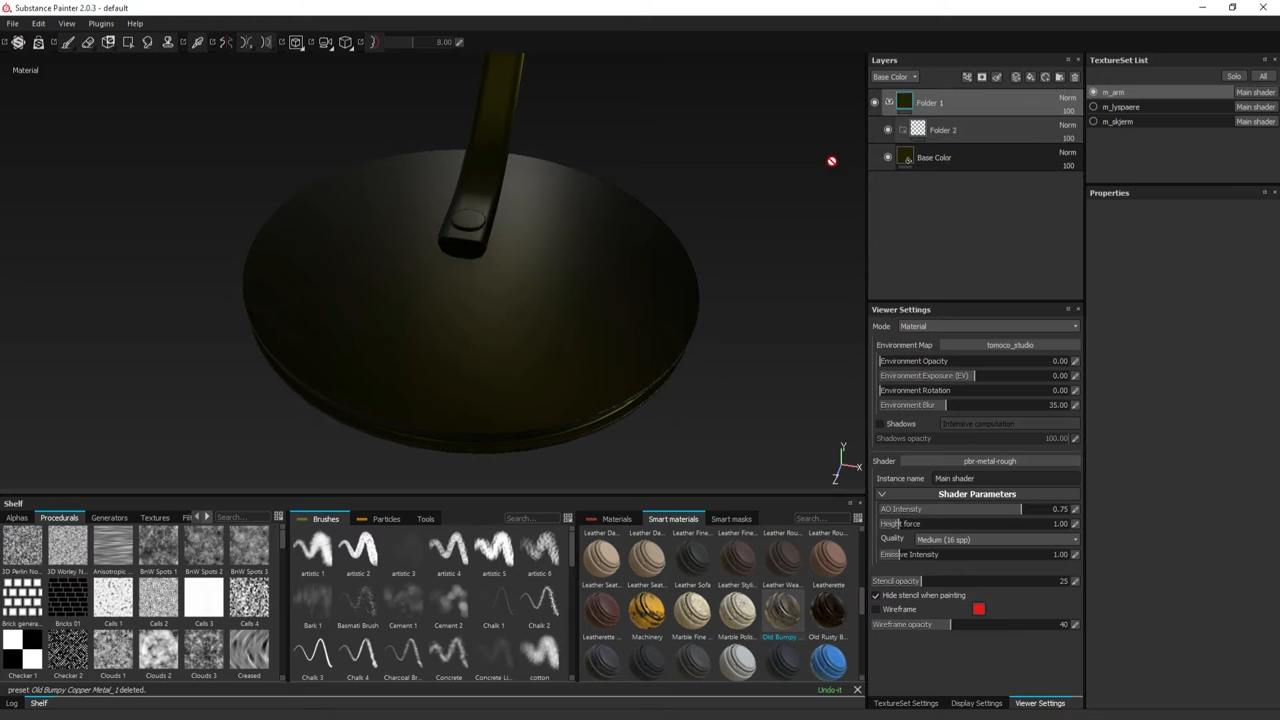 Substance Painter 2.0.3 - default
File Edit View Plugins Help
8.00
Material
Layers
Base Color
Folder 1 Norm
100
Folder 2 Norm
100
Base Color Norm
100
TextureSet List
Solo All
m_arm Main shader
m_lyspaere Main shader
m_skjerm Main shader
Properties
Viewer Settings
Mode Material
Environment Map tomoco_studio
Environment Opacity 0.00
Environment Exposure (EV) 0.00
Environment Rotation 0.00
Environment Blur 35.00
Shadows Intensive computation
Shadows opacity 100.00
Shader pbr-metal-rough
Instance name Main shader
Shader Parameters
AO Intensity 0.75
Height force 1.00
Quality Medium (16 spp)
Emissive Intensity 1.00
Stencil opacity 25
Hide stencil when painting
Wireframe
Wireframe opacity 40
TextureSet Settings Display Settings Viewer Settings
Y
X
Z
Shelf
Alphas Procedurals Generators Textures Search...
Brushes Particles Tools Search...
Materials Smart materials Smart masks Search...
3D Perlin No... 3D Worley N... Anisotropic ... BnW Spots 1 BnW Spots 2 BnW Spots 3
Brick genera... Bricks 01 Cells 1 Cells 2 Cells 3 Cells 4
Checker 1 Checker 2 Clouds 1 Clouds 2 Clouds 3 Creased
artistic 1 artistic 2 artistic 3 artistic 4 artistic 5 artistic 6
Bark 1 Basmati Brush Cement 1 Cement 2 Chalk 1 Chalk 2
Chalk 3 Chalk 4 Charcoal Br... Concrete Concrete Li... cotton
Leather Da... Leather Da... Leather Fine... Leather Me... Leather Ro...
Leather Seat... Leather Seat... Leather Sofa Leather Styli... Leather Wea... Leatherette
Leatherette ... Machinery Marble Fine ... Marble Polis... Old Bumpy ... Old Rusty B...
preset Old Bumpy Copper Metal_1 deleted. Undo-it
Log Shelf